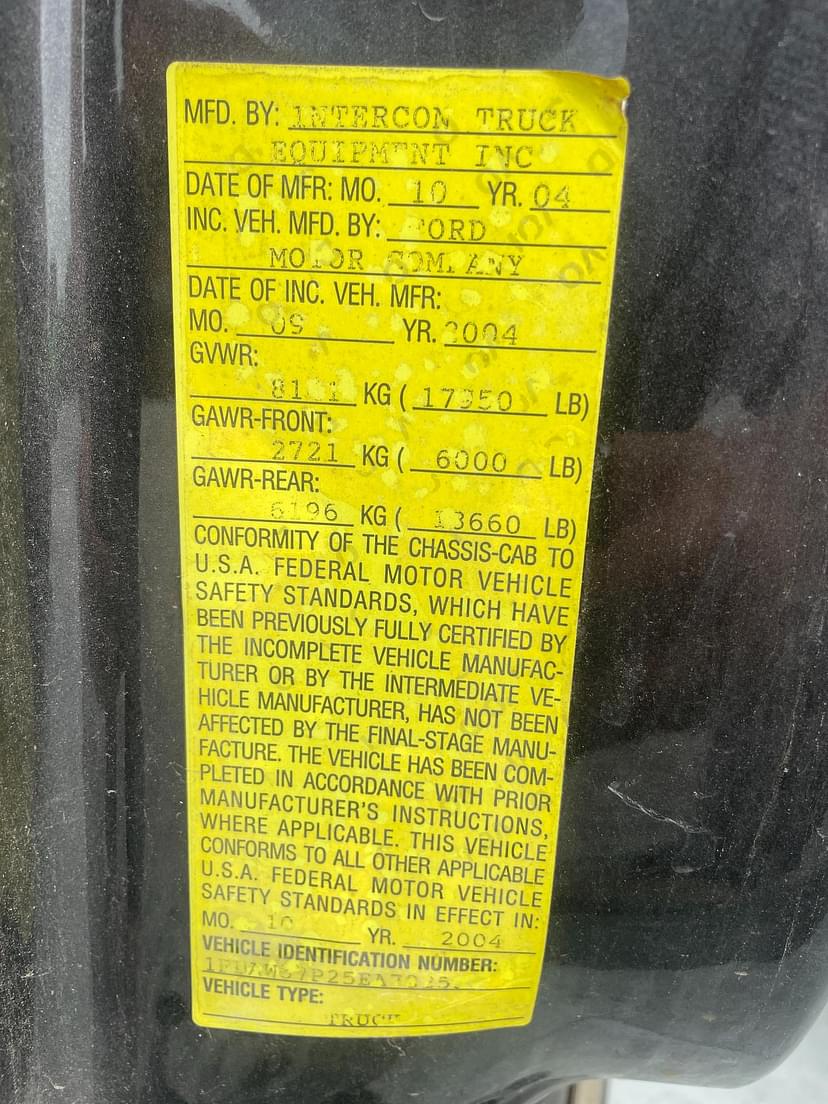 MFD. BY: INTERCON TRUCK
EQUIPMENT INC
DATE OF MFR: MO. 10 YR. 04
INC. VEH. MFD. BY: FORD
MOTOR COMPANY
DATE OF INC. VEH. MFR:
MO. 09 YR. 2004
GVWR:
KG ( 17950 LB)
GAWR-FRONT:
2721 KG ( 6000 LB)
GAWR-REAR:
6196 KG ( 13660 LB)
CONFORMITY OF THE CHASSIS-CAB TO
U.S.A. FEDERAL MOTOR VEHICLE
SAFETY STANDARDS, WHICH HAVE
BEEN PREVIOUSLY FULLY CERTIFIED BY
THE INCOMPLETE VEHICLE MANUFAC-
TURER OR BY THE INTERMEDIATE VE-
HICLE MANUFACTURER, HAS NOT BEEN
AFFECTED BY THE FINAL-STAGE MANU-
FACTURE. THE VEHICLE HAS BEEN COM-
PLETED IN ACCORDANCE WITH PRIOR
MANUFACTURER'S INSTRUCTIONS,
WHERE APPLICABLE. THIS VEHICLE
CONFORMS TO ALL OTHER APPLICABLE
U.S.A. FEDERAL MOTOR VEHICLE
SAFETY STANDARDS IN EFFECT IN:
MO. 10 YR. 2004
VEHICLE IDENTIFICATION NUMBER:
VEHICLE TYPE:
TRUCK